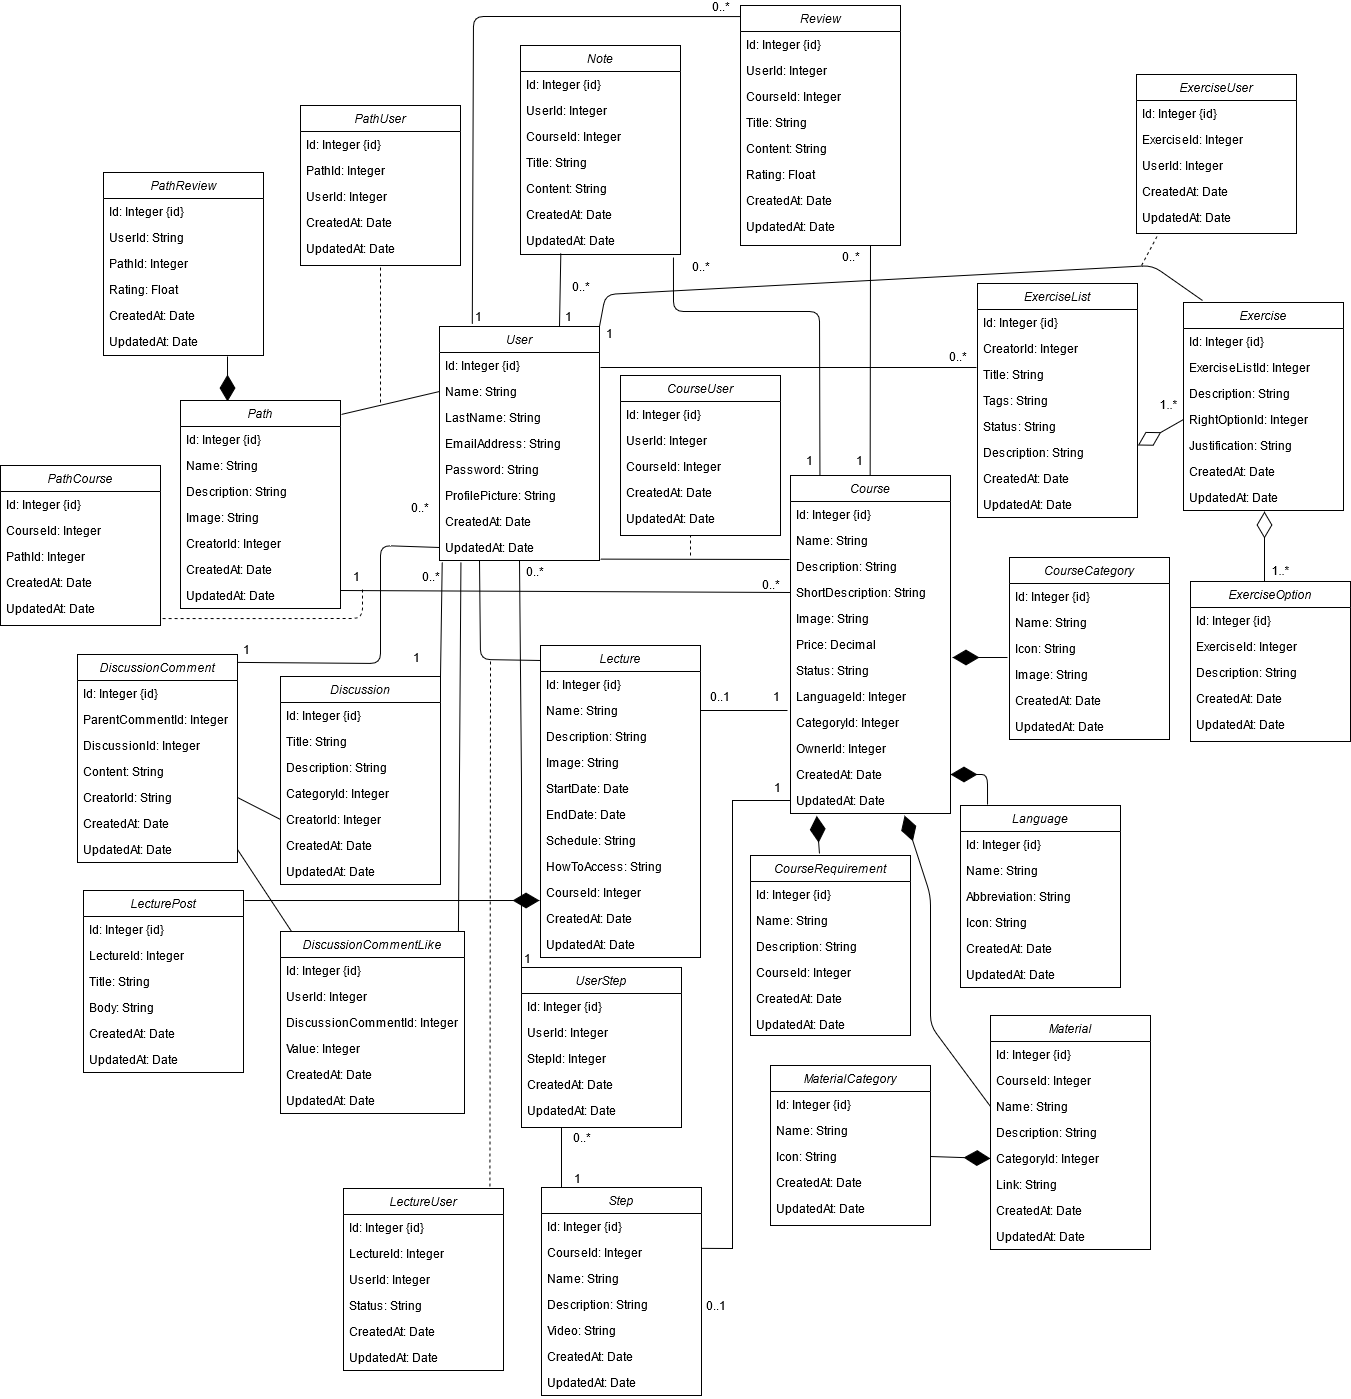 Review
Id: Integer {id}
UserId: Integer
CourseId: Integer
Title: String
Content: String
Rating: Float
CreatedAt: Date
UpdatedAt: Date
0..*
0..*
Note
Id: Integer {id}
UserId: Integer
CourseId: Integer
Title: String
Content: String
CreatedAt: Date
UpdatedAt: Date
0..*
0..*
ExerciseUser
Id: Integer {id}
ExerciseId: Integer
UserId: Integer
CreatedAt: Date
UpdatedAt: Date
PathUser
Id: Integer {id}
PathId: Integer
UserId: Integer
CreatedAt: Date
UpdatedAt: Date
PathReview
Id: Integer {id}
UserId: String
PathId: Integer
Rating: Float
CreatedAt: Date
UpdatedAt: Date
ExerciseList
Id: Integer {id}
CreatorId: Integer
Title: String
Tags: String
Status: String
Description: String
CreatedAt: Date
UpdatedAt: Date
0..*
Exercise
Id: Integer {id}
ExerciseListId: Integer
Description: String
RightOptionId: Integer
Justification: String
CreatedAt: Date
UpdatedAt: Date
1..*
1..*
1
1
1
User
Id: Integer {id}
Name: String
LastName: String
EmailAddress: String
Password: String
ProfilePicture: String
CreatedAt: Date
UpdatedAt: Date
0..*
0..*
0..*
CourseUser
Id: Integer {id}
UserId: Integer
CourseId: Integer
CreatedAt: Date
UpdatedAt: Date
Path
Id: Integer {id}
Name: String
Description: String
Image: String
CreatorId: Integer
CreatedAt: Date
UpdatedAt: Date
1
0..*
PathCourse
Id: Integer {id}
CourseId: Integer
PathId: Integer
CreatedAt: Date
UpdatedAt: Date
1
1
Course
Id: Integer {id}
Name: String
Description: String
ShortDescription: String
Image: String
Price: Decimal
Status: String
LanguageId: Integer
CategoryId: Integer
OwnerId: Integer
CreatedAt: Date
UpdatedAt: Date
CourseCategory
Id: Integer {id}
Name: String
Icon: String
Image: String
CreatedAt: Date
UpdatedAt: Date
ExerciseOption
Id: Integer {id}
ExerciseId: Integer
Description: String
CreatedAt: Date
UpdatedAt: Date
1
1
DiscussionComment
Id: Integer {id}
ParentCommentId: Integer
DiscussionId: Integer
Content: String
CreatorId: String
CreatedAt: Date
UpdatedAt: Date
Discussion
Id: Integer {id}
Title: String
Description: String
CategoryId: Integer
CreatorId: Integer
CreatedAt: Date
UpdatedAt: Date
Lecture
Id: Integer {id}
Name: String
Description: String
Image: String
StartDate: Date
EndDate: Date
Schedule: String
HowToAccess: String
CourseId: Integer
CreatedAt: Date
UpdatedAt: Date
0..1
1
1
Language
Id: Integer {id}
Name: String
Abbreviation: String
Icon: String
CreatedAt: Date
UpdatedAt: Date
CourseRequirement
Id: Integer {id}
Name: String
Description: String
CourseId: Integer
CreatedAt: Date
UpdatedAt: Date
LecturePost
Id: Integer {id}
LectureId: Integer
Title: String
Body: String
CreatedAt: Date
UpdatedAt: Date
DiscussionCommentLike
Id: Integer {id}
UserId: Integer
DiscussionCommentId: Integer
Value: Integer
CreatedAt: Date
UpdatedAt: Date
1
UserStep
Id: Integer {id}
UserId: Integer
StepId: Integer
CreatedAt: Date
UpdatedAt: Date
0..*
1
Material
Id: Integer {id}
CourseId: Integer
Name: String
Description: String
CategoryId: Integer
Link: String
CreatedAt: Date
UpdatedAt: Date
MaterialCategory
Id: Integer {id}
Name: String
Icon: String
CreatedAt: Date
UpdatedAt: Date
LectureUser
Id: Integer {id}
LectureId: Integer
UserId: Integer
Status: String
CreatedAt: Date
UpdatedAt: Date
Step
Id: Integer {id}
CourseId: Integer
Name: String
Description: String
Video: String
CreatedAt: Date
UpdatedAt: Date
0..1